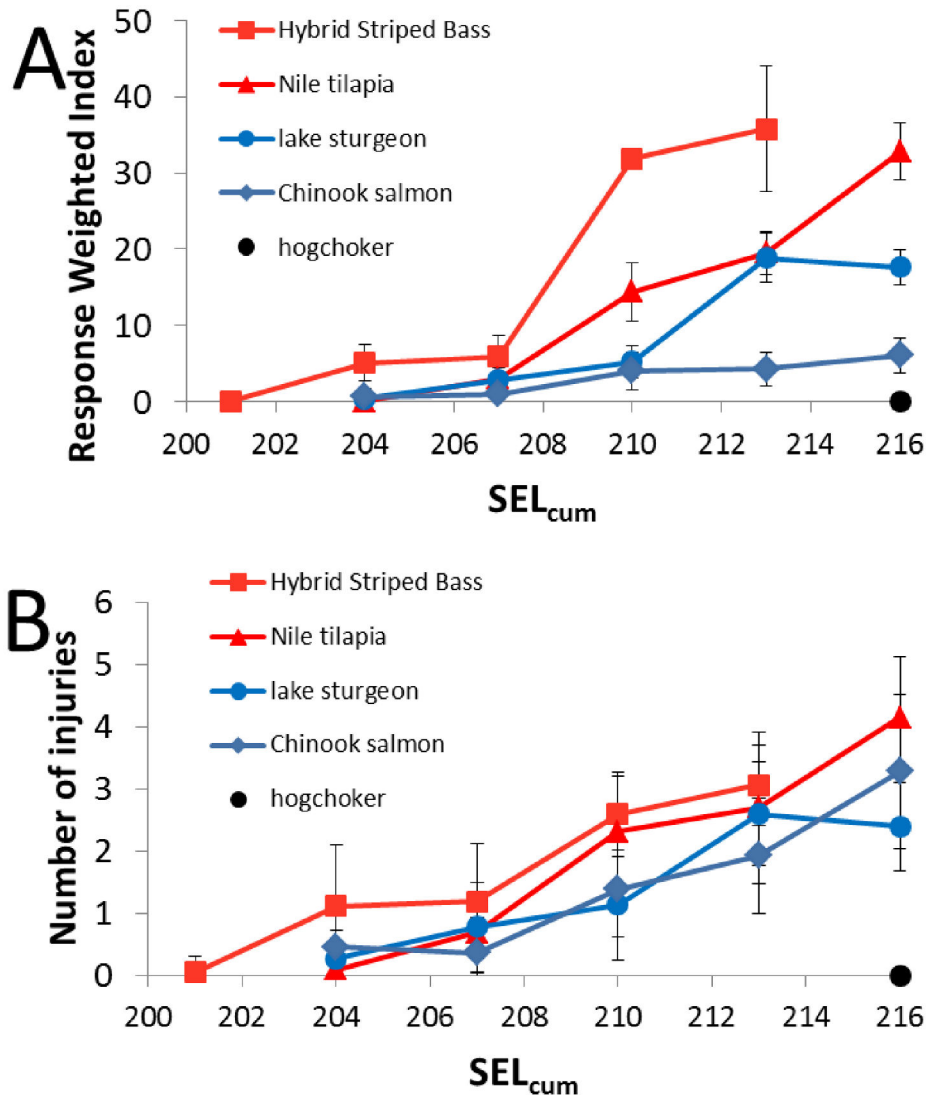 A
Response Weighted Index
50
40
30
20
10
0
Hybrid Striped Bass
Nile tilapia
lake sturgeon
Chinook salmon
hogchoker
200 202 204 206 208 210 212 214 216
SELcum
B
Number of injuries
6
5
4
3
2
1
0
Hybrid Striped Bass
Nile tilapia
lake sturgeon
Chinook salmon
hogchoker
200 202 204 206 208 210 212 214 216
SELcum